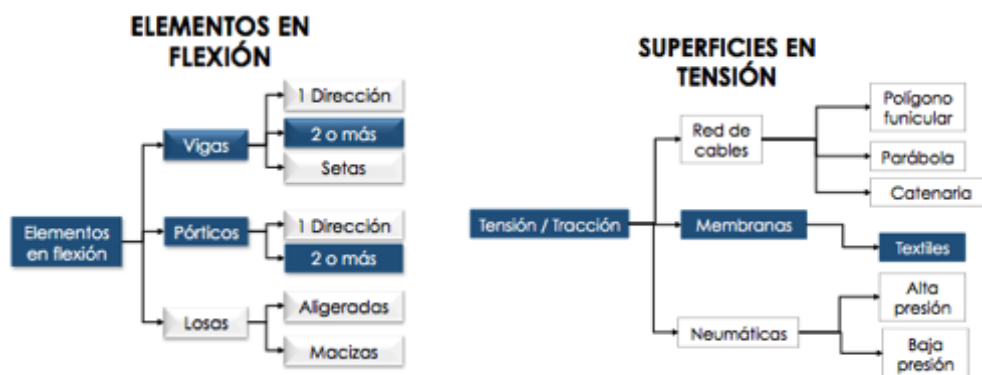 ELEMENTOS EN
FLEXIÓN
Elementos
en flexión
Vigas
1 Dirección
2 o más
Setas
Pórticos
1 Dirección
2 o más
Losas
Aligeradas
Macizas
SUPERFICIES EN
TENSIÓN
Tensión / Tracción
Red de
cables
Polígono
funicular
Parábola
Catenaria
Membranas
Textiles
Neumáticas
Alta
presión
Baja
presión